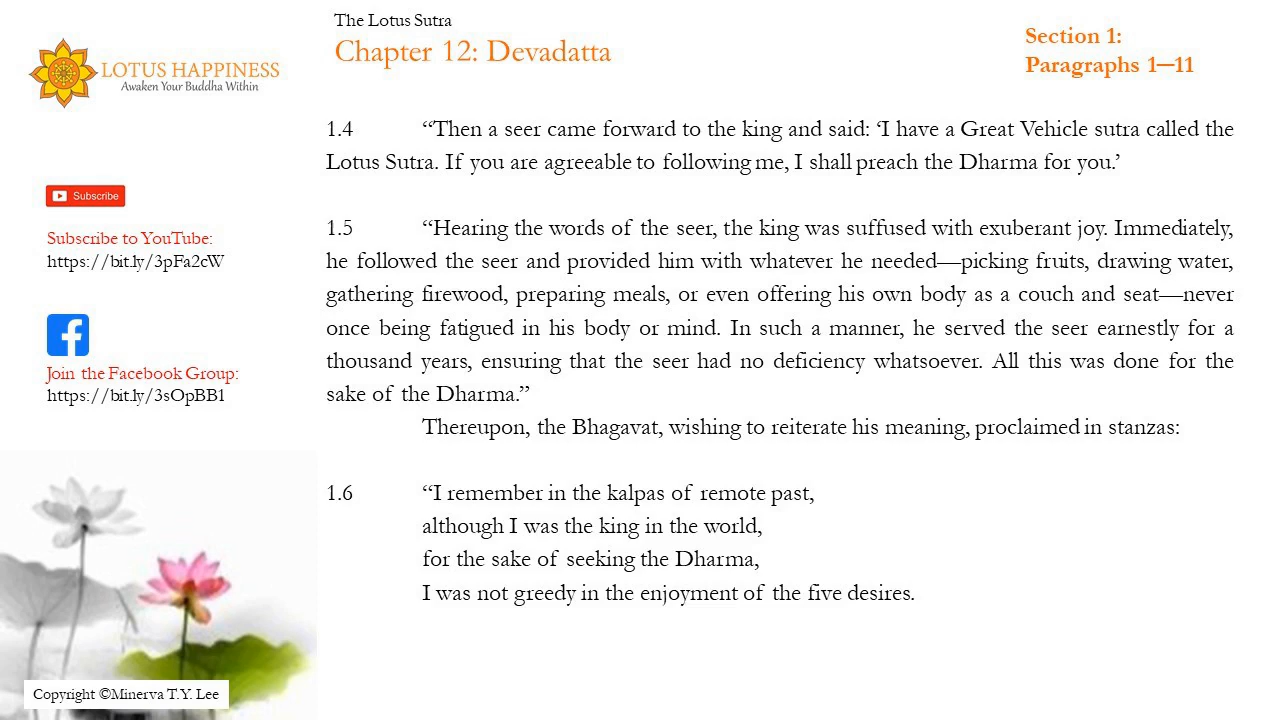 The Lotus Sutra
Chapter 12: Devadatta
Section 1:
Paragraphs 1—11
LOTUS HAPPINESS
Awaken Your Buddha Within
Subscribe
Subscribe to YouTube:
https://bit.ly/3pFa2cW
Join the Facebook Group:
https://bit.ly/3sOpBB1
1.4 “Then a seer came forward to the king and said: ‘I have a Great Vehicle sutra called the
Lotus Sutra. If you are agreeable to following me, I shall preach the Dharma for you.’
1.5 “Hearing the words of the seer, the king was suffused with exuberant joy. Immediately,
he followed the seer and provided him with whatever he needed—picking fruits, drawing water,
gathering firewood, preparing meals, or even offering his own body as a couch and seat—never
once being fatigued in his body or mind. In such a manner, he served the seer earnestly for a
thousand years, ensuring that the seer had no deficiency whatsoever. All this was done for the
sake of the Dharma.”
Thereupon, the Bhagavat, wishing to reiterate his meaning, proclaimed in stanzas:
1.6 “I remember in the kalpas of remote past,
although I was the king in the world,
for the sake of seeking the Dharma,
I was not greedy in the enjoyment of the five desires.
Copyright ©Minerva T.Y. Lee